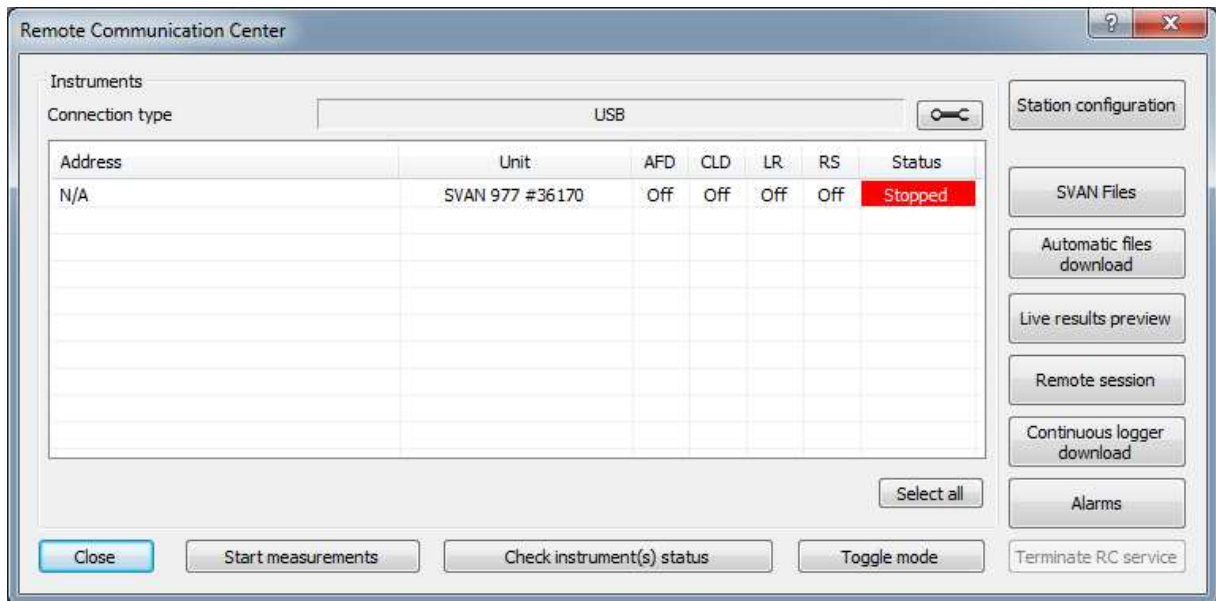 Remote Communication Center
?
X
Instruments
Connection type
USB
Address Unit AFD CLD LR RS Status
N/A SVAN 977 #36170 Off Off Off Off Stopped
Select all
Station configuration
SVAN Files
Automatic files
download
Live results preview
Remote session
Continuous logger
download
Alarms
Close Start measurements Check instrument(s) status Toggle mode Terminate RC service